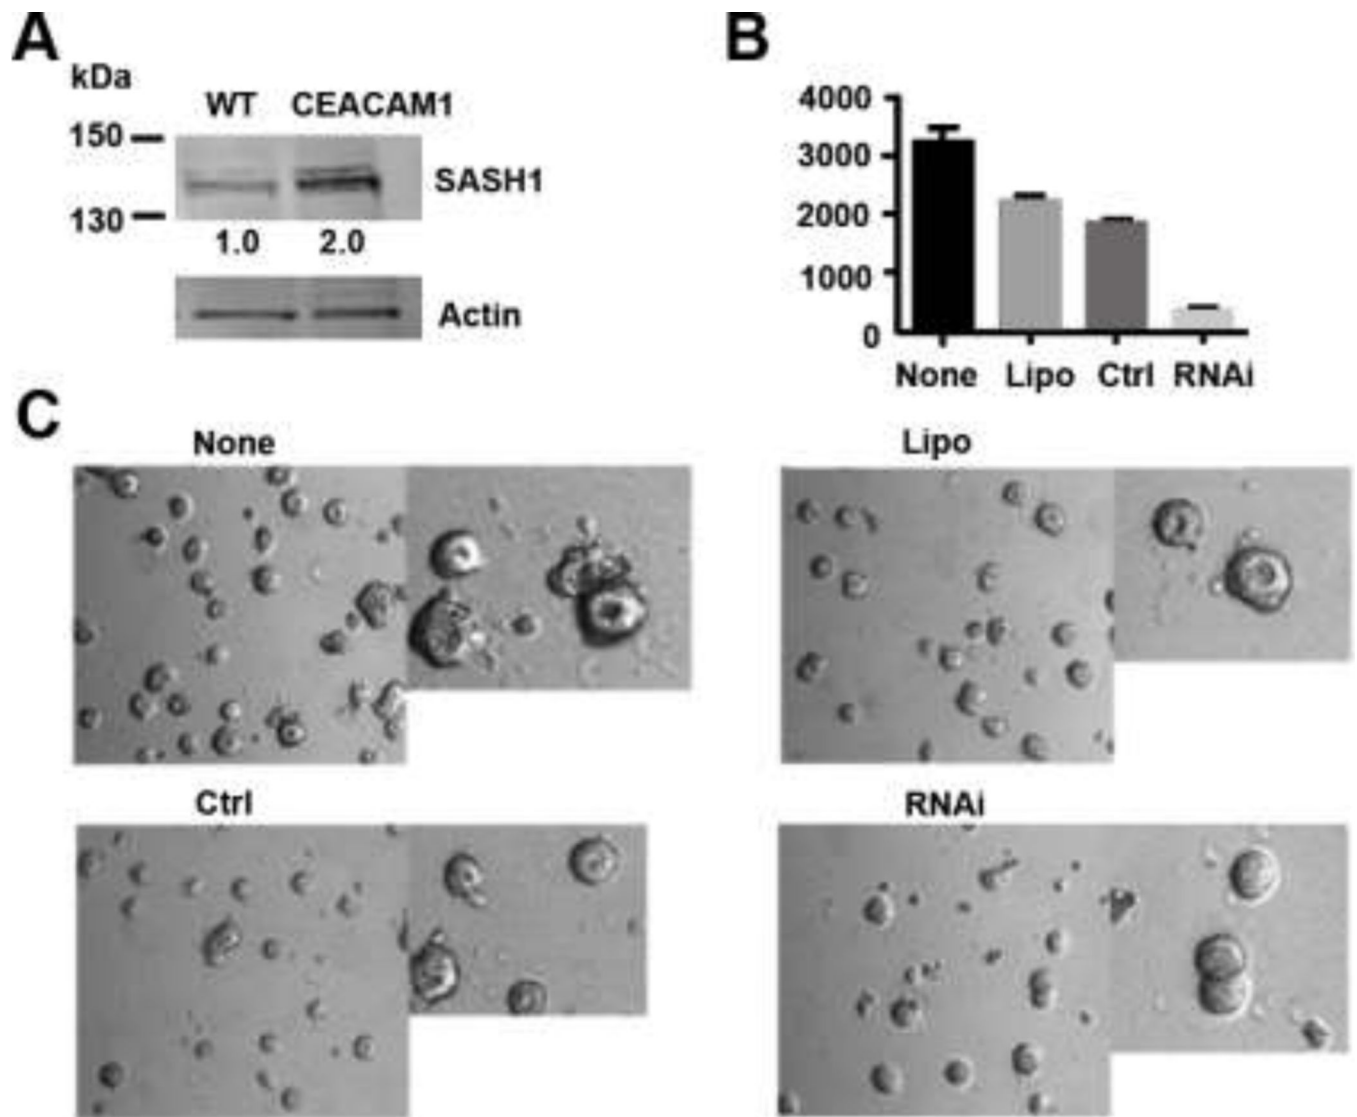 A
kDa
WT CEACAM1
150
SASH1
130
1.0 2.0
Actin
B
4000
3000
2000
1000
0
None Lipo Ctrl RNAi
C
None
Lipo
Ctrl
RNAi